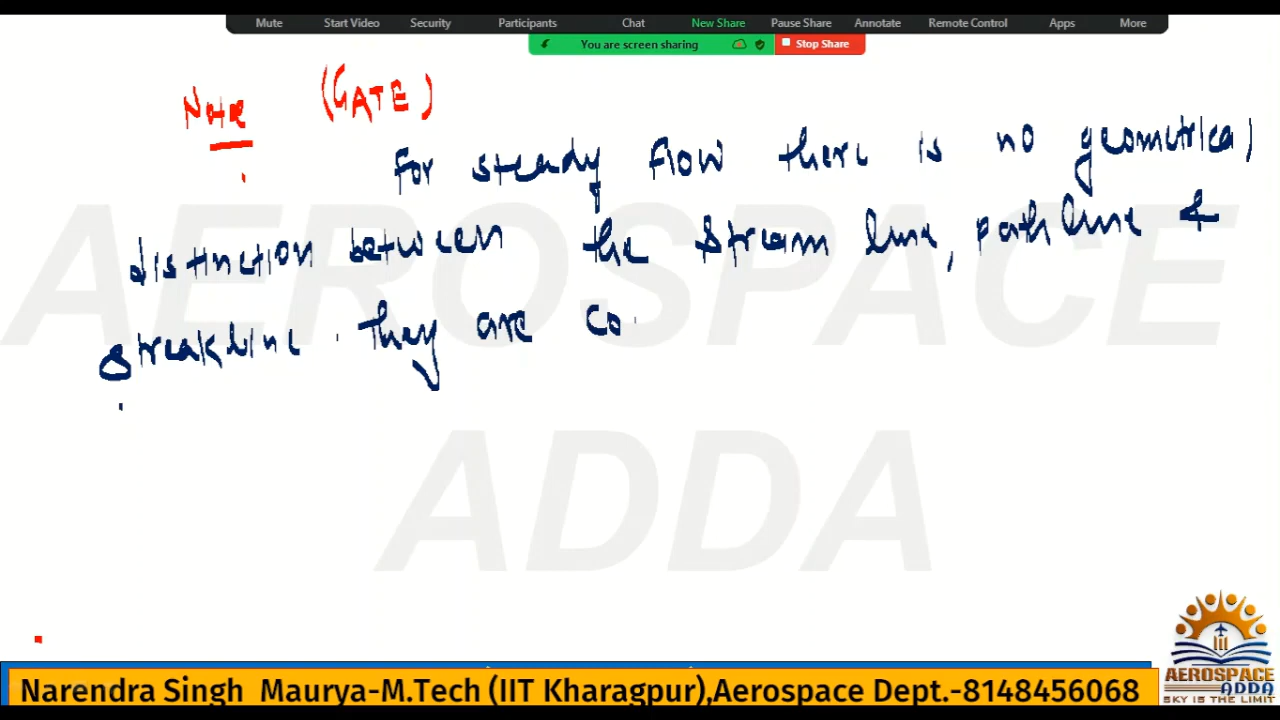 Mute Start Video Security Participants Chat New Share Pause Share Annotate Remote Control Apps More
You are screen sharing Stop Share
Note (GATE)
For steady flow there is no geometrical
distinction between the stream line, path line &
streakline. They are co
AEROSPACE
ADDA
AEROSPACE
ADDA
SKY IS THE LIMIT
Narendra Singh Maurya-M.Tech (IIT Kharagpur),Aerospace Dept.-8148456068